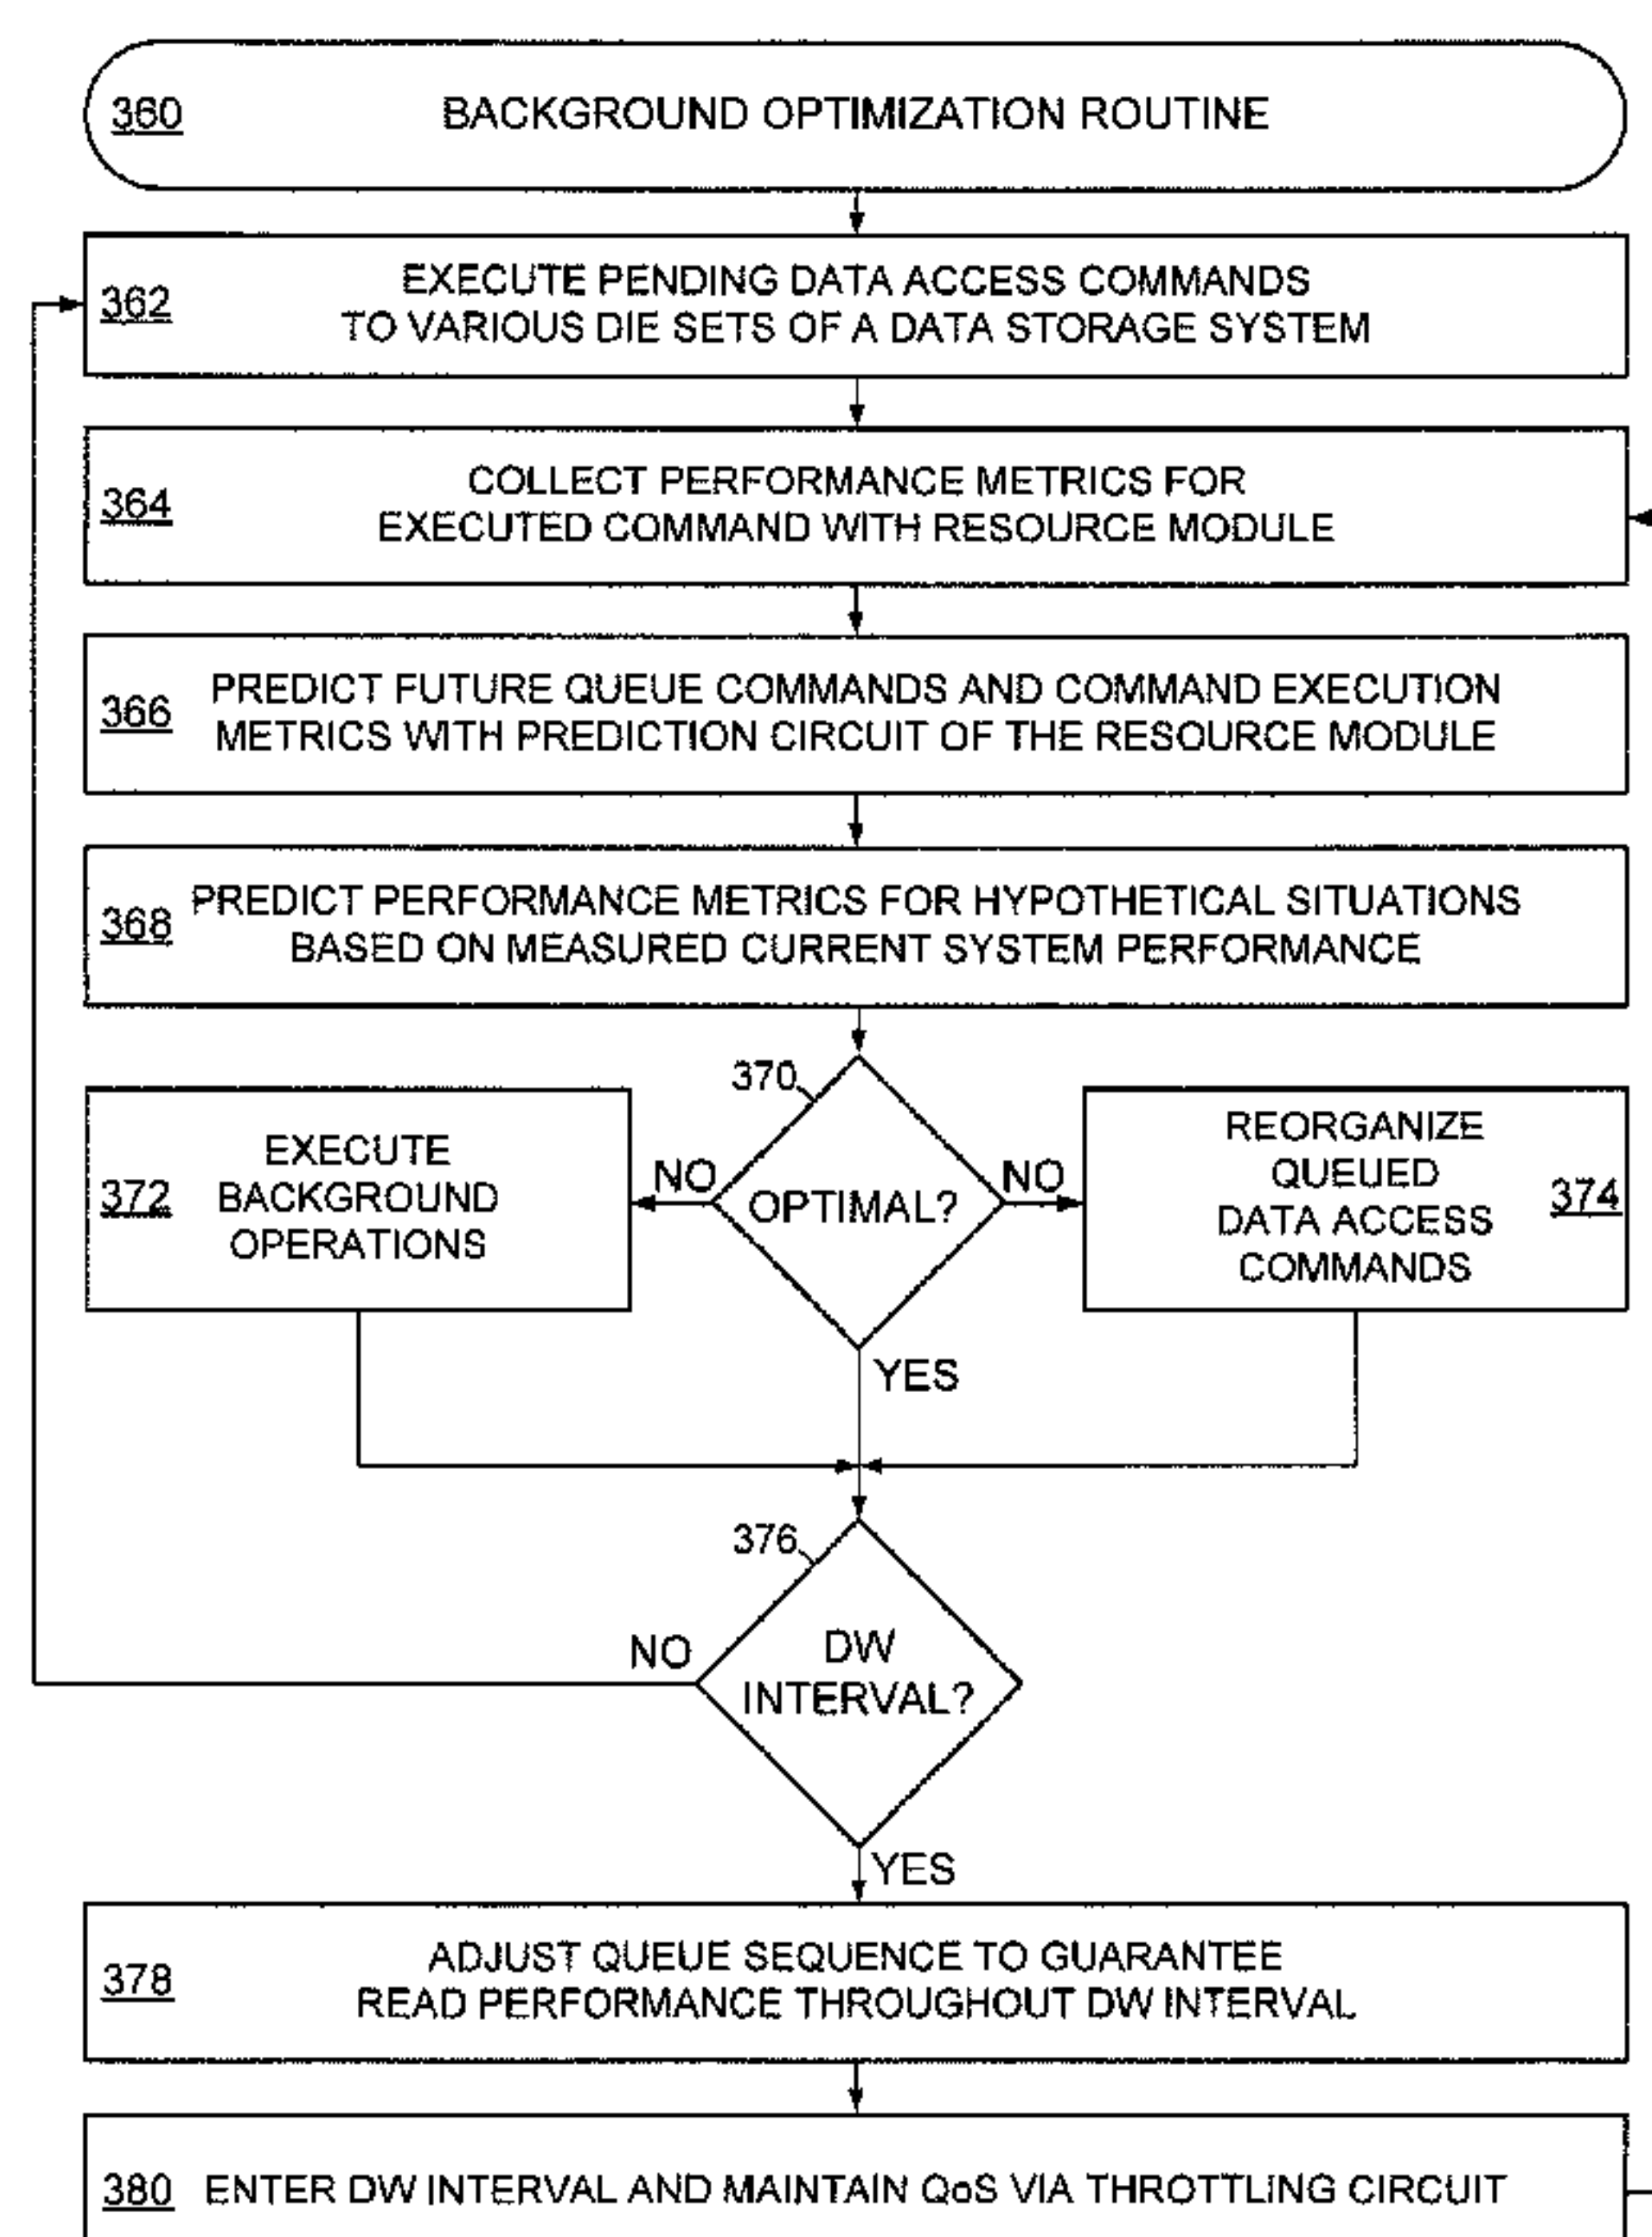 360 BACKGROUND OPTIMIZATION ROUTINE
362 EXECUTE PENDING DATA ACCESS COMMANDS
TO VARIOUS DIE SETS OF A DATA STORAGE SYSTEM
364 COLLECT PERFORMANCE METRICS FOR
EXECUTED COMMAND WITH RESOURCE MODULE
366 PREDICT FUTURE QUEUE COMMANDS AND COMMAND EXECUTION
METRICS WITH PREDICTION CIRCUIT OF THE RESOURCE MODULE
368 PREDICT PERFORMANCE METRICS FOR HYPOTHETICAL SITUATIONS
BASED ON MEASURED CURRENT SYSTEM PERFORMANCE
372 EXECUTE
BACKGROUND
OPERATIONS
NO
370
OPTIMAL?
NO
REORGANIZE
QUEUED
DATA ACCESS
COMMANDS
374
YES
376
NO
DW
INTERVAL?
YES
378 ADJUST QUEUE SEQUENCE TO GUARANTEE
READ PERFORMANCE THROUGHOUT DW INTERVAL
380 ENTER DW INTERVAL AND MAINTAIN QoS VIA THROTTLING CIRCUIT